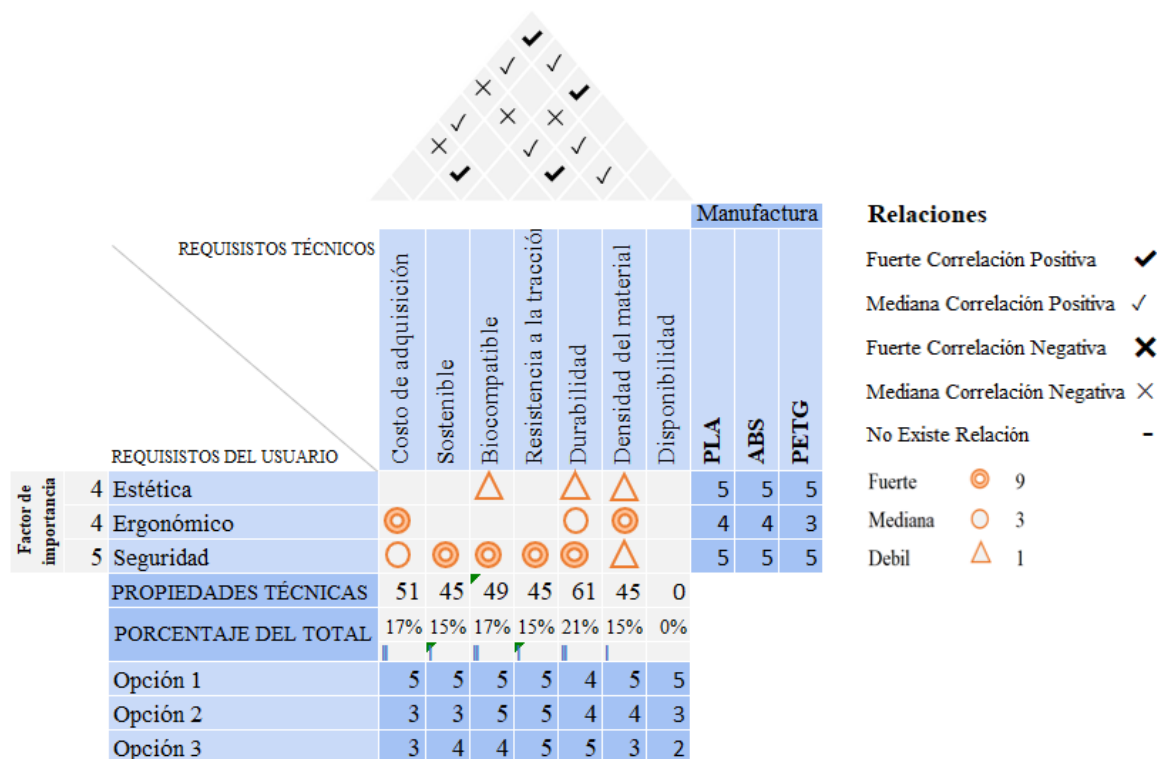 Manufactura
REQUISISTOS TÉCNICOS
Costo de adquisición
Sostenible
Biocompatible
Resistencia a la tracción
Durabilidad
Densidad del material
Disponibilidad
PLA
ABS
PETG
REQUISISTOS DEL USUARIO
Factor de
importancia
4 Estética 5 5 5
4 Ergonómico 4 4 3
5 Seguridad 5 5 5
PROPIEDADES TÉCNICAS 51 45 49 45 61 45 0
PORCENTAJE DEL TOTAL 17% 15% 17% 15% 21% 15% 0%
Opción 1 5 5 5 5 4 5 5
Opción 2 3 3 5 5 4 4 3
Opción 3 3 4 4 5 5 3 2
Relaciones
Fuerte Correlación Positiva
Mediana Correlación Positiva
Fuerte Correlación Negativa
Mediana Correlación Negativa
No Existe Relación -
Fuerte 9
Mediana 3
Debil 1